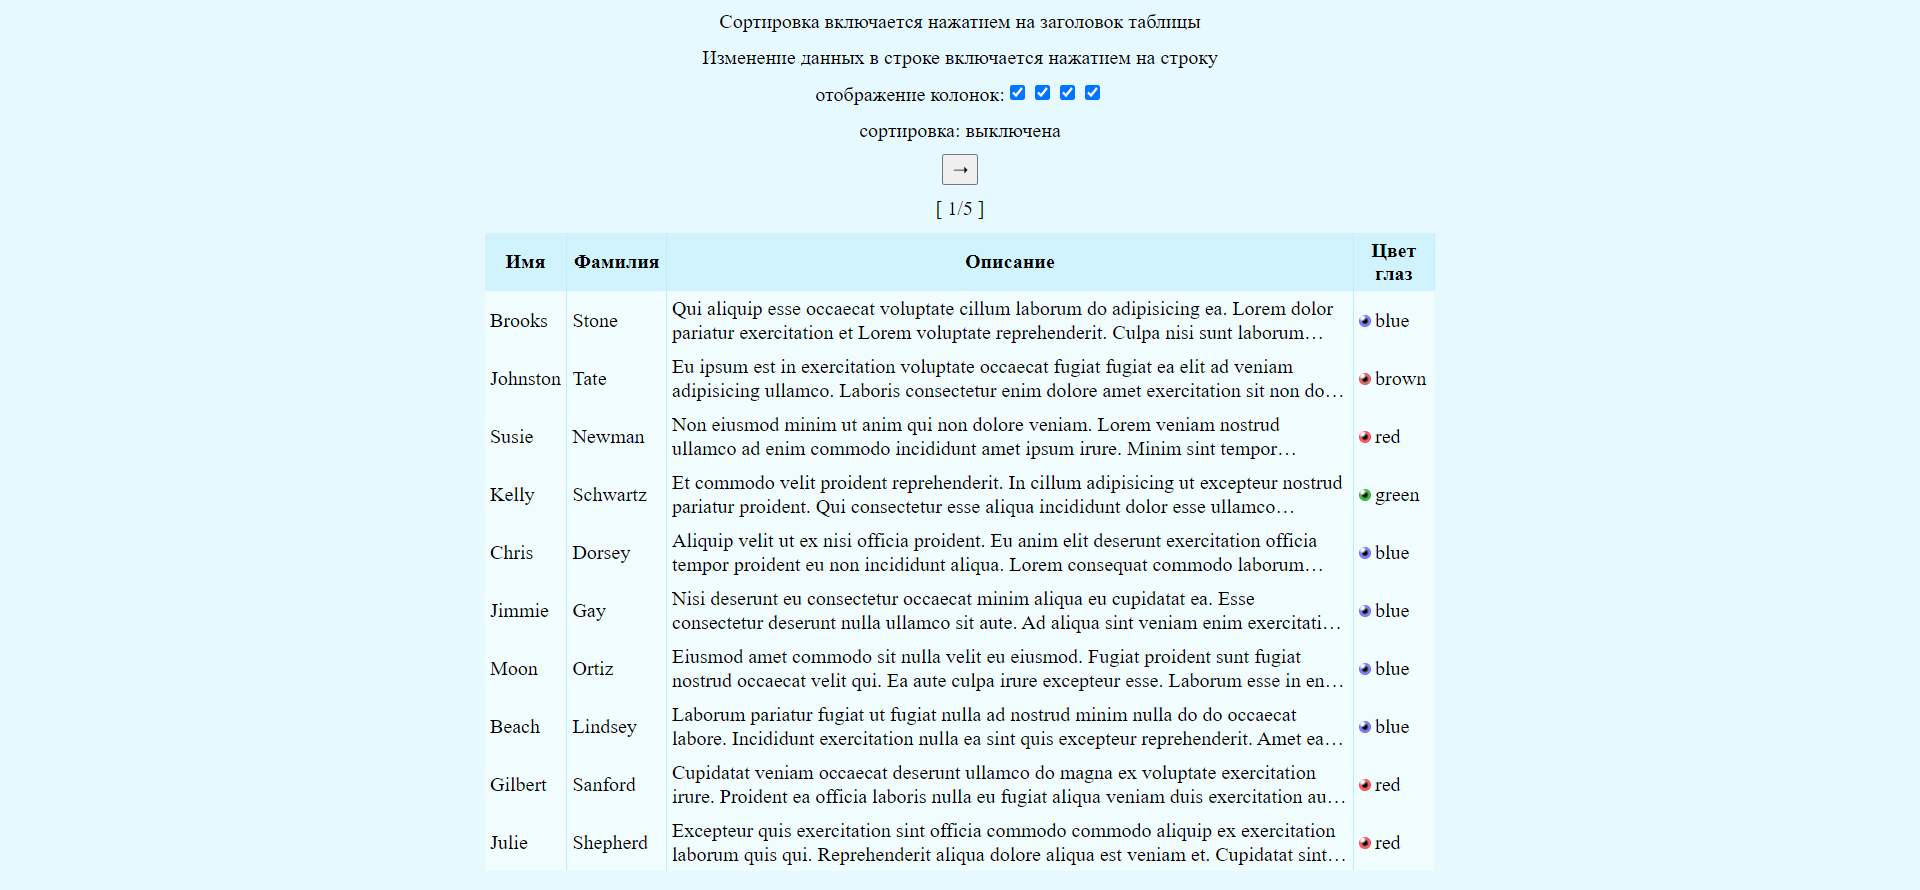 Сортировка включается нажатием на заголовок таблицы
Изменение данных в строке включается нажатием на строку
отображение колонок:
сортировка: выключена
→
[ 1/5 ]
Имя Фамилия Описание Цвет глаз
Brooks Stone Qui aliquip esse occaecat voluptate cillum laborum do adipisicing ea. Lorem dolor
pariatur exercitation et Lorem voluptate reprehenderit. Culpa nisi sunt laborum… blue
Johnston Tate Eu ipsum est in exercitation voluptate occaecat fugiat fugiat ea elit ad veniam
adipisicing ullamco. Laboris consectetur enim dolore amet exercitation sit non do… brown
Susie Newman Non eiusmod minim ut anim qui non dolore veniam. Lorem veniam nostrud
ullamco ad enim commodo incididunt amet ipsum irure. Minim sint tempor… red
Kelly Schwartz Et commodo velit proident reprehenderit. In cillum adipisicing ut excepteur nostrud
pariatur proident. Qui consectetur esse aliqua incididunt dolor esse ullamco… green
Chris Dorsey Aliquip velit ut ex nisi officia proident. Eu anim elit deserunt exercitation officia
tempor proident eu non incididunt aliqua. Lorem consequat commodo laborum… blue
Jimmie Gay Nisi deserunt eu consectetur occaecat minim aliqua eu cupidatat ea. Esse
consectetur deserunt nulla ullamco sit aute. Ad aliqua sint veniam enim exercitati… blue
Moon Ortiz Eiusmod amet commodo sit nulla velit eu eiusmod. Fugiat proident sunt fugiat
nostrud occaecat velit qui. Ea aute culpa irure excepteur esse. Laborum esse in en… blue
Beach Lindsey Laborum pariatur fugiat ut fugiat nulla ad nostrud minim nulla do do occaecat
labore. Incididunt exercitation nulla ea sint quis excepteur reprehenderit. Amet ea… blue
Gilbert Sanford Cupidatat veniam occaecat deserunt ullamco do magna ex voluptate exercitation
irure. Proident ea officia laboris nulla eu fugiat aliqua veniam duis exercitation au… red
Julie Shepherd Excepteur quis exercitation sint officia commodo commodo aliquip ex exercitation
laborum quis qui. Reprehenderit aliqua dolore aliqua est veniam et. Cupidatat sint… red